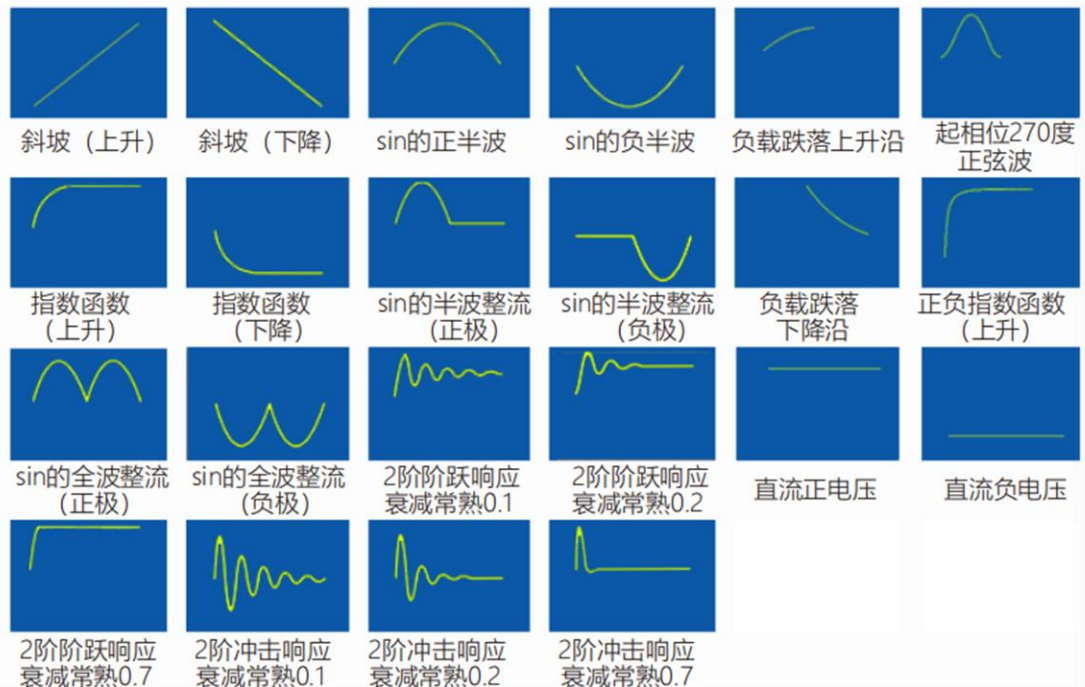 斜坡（上升）
斜坡（下降）
sin的正半波
sin的负半波
负载跌落上升沿
起相位270度
正弦波
指数函数
（上升）
指数函数
（下降）
sin的半波整流
（正极）
sin的半波整流
（负极）
负载跌落
下降沿
正负指数函数
（上升）
sin的全波整流
（正极）
sin的全波整流
（负极）
2阶阶跃响应
衰减常熟0.1
2阶阶跃响应
衰减常熟0.2
直流正电压
直流负电压
2阶阶跃响应
衰减常熟0.7
2阶冲击响应
衰减常熟0.1
2阶冲击响应
衰减常熟0.2
2阶冲击响应
衰减常熟0.7